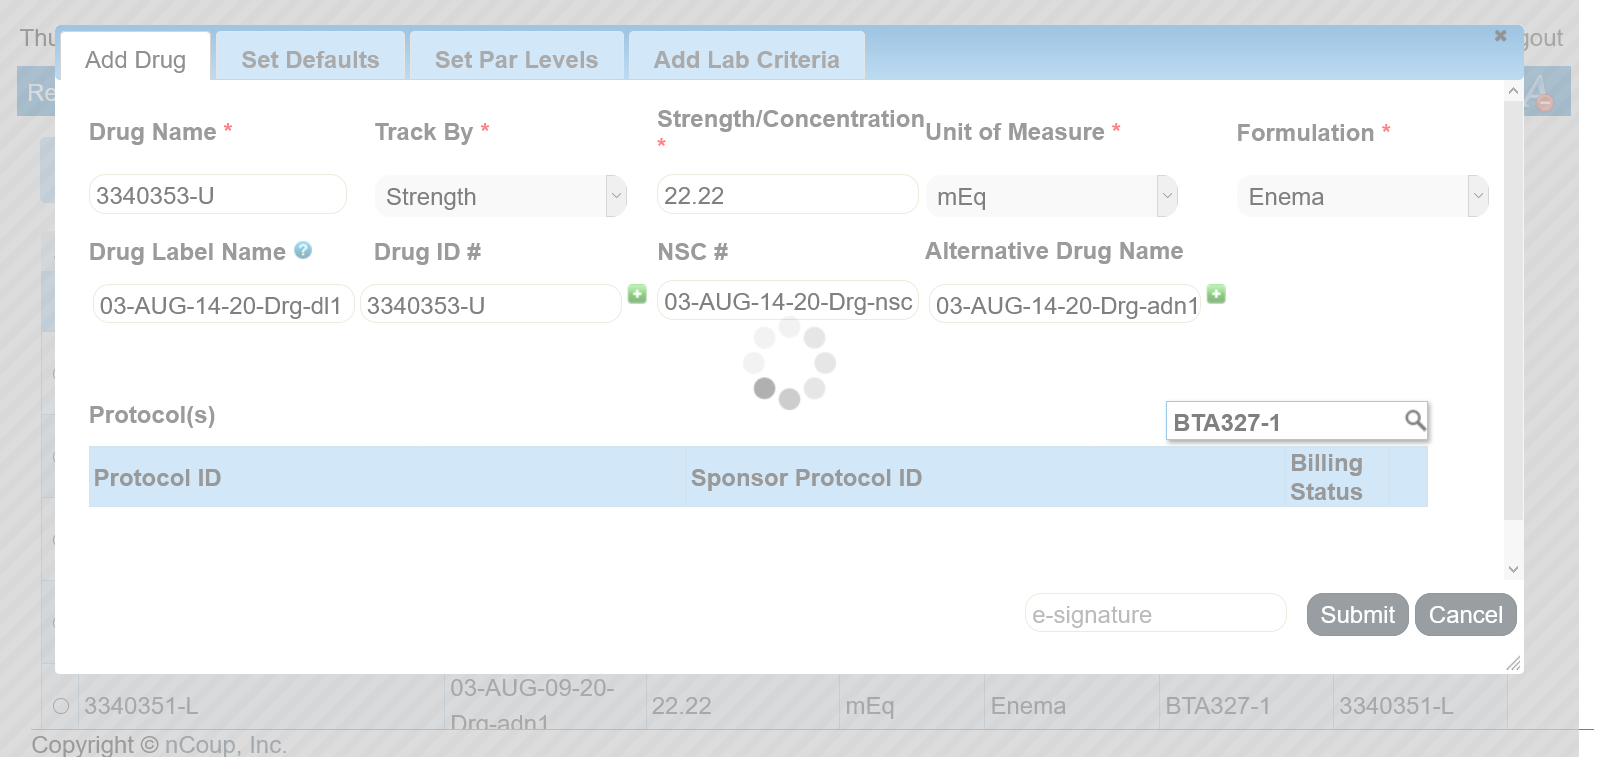 Thu
gout
Add Drug
Set Defaults
Set Par Levels
Add Lab Criteria
Re
A
Drug Name *
Track By *
Strength/Concentration
*
Unit of Measure *
Formulation *
3340353-U
Strength
22.22
mEq
Enema
Drug Label Name
?
Drug ID #
NSC #
Alternative Drug Name
03-AUG-14-20-Drg-dl1
3340353-U
03-AUG-14-20-Drg-nsc
03-AUG-14-20-Drg-adn1
Protocol(s)
BTA327-1
Protocol ID
Sponsor Protocol ID
Billing
Status
e-signature
Submit
Cancel
3340351-L
03-AUG-09-20-
Drg-adn1
22.22
mEq
Enema
BTA327-1
3340351-L
Copyright © nCoup, Inc.